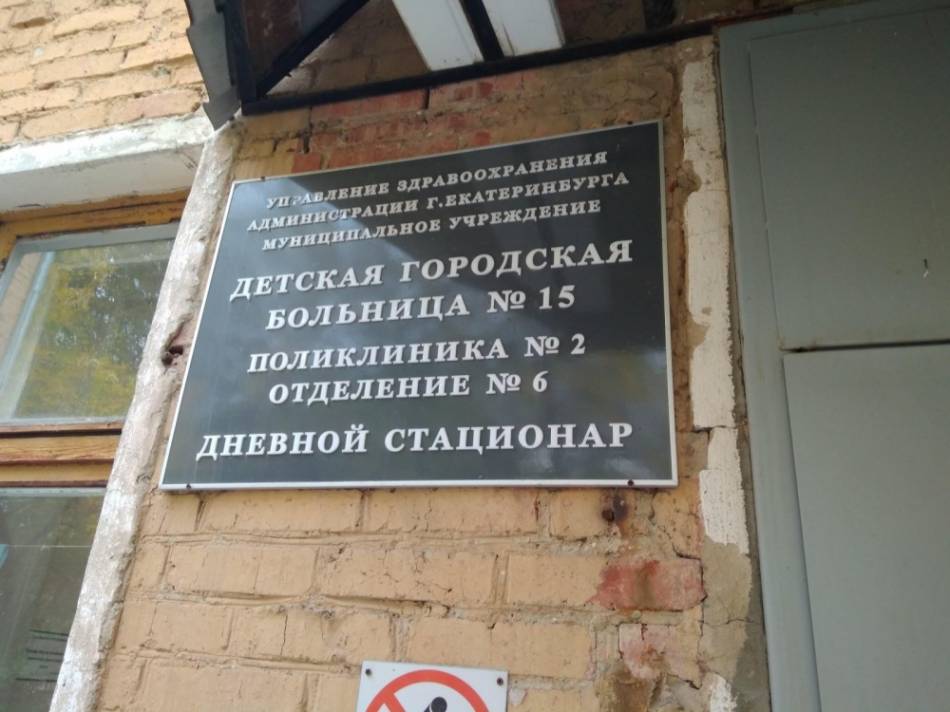 УПРАВЛЕНИЕ ЗДРАВООХРАНЕНИЯ
АДМИНИСТРАЦИИ Г.ЕКАТЕРИНБУРГА
МУНИЦИПАЛЬНОЕ УЧРЕЖДЕНИЕ
ДЕТСКАЯ ГОРОДСКАЯ
БОЛЬНИЦА № 15
ПОЛИКЛИНИКА № 2
ОТДЕЛЕНИЕ № 6
ДНЕВНОЙ СТАЦИОНАР